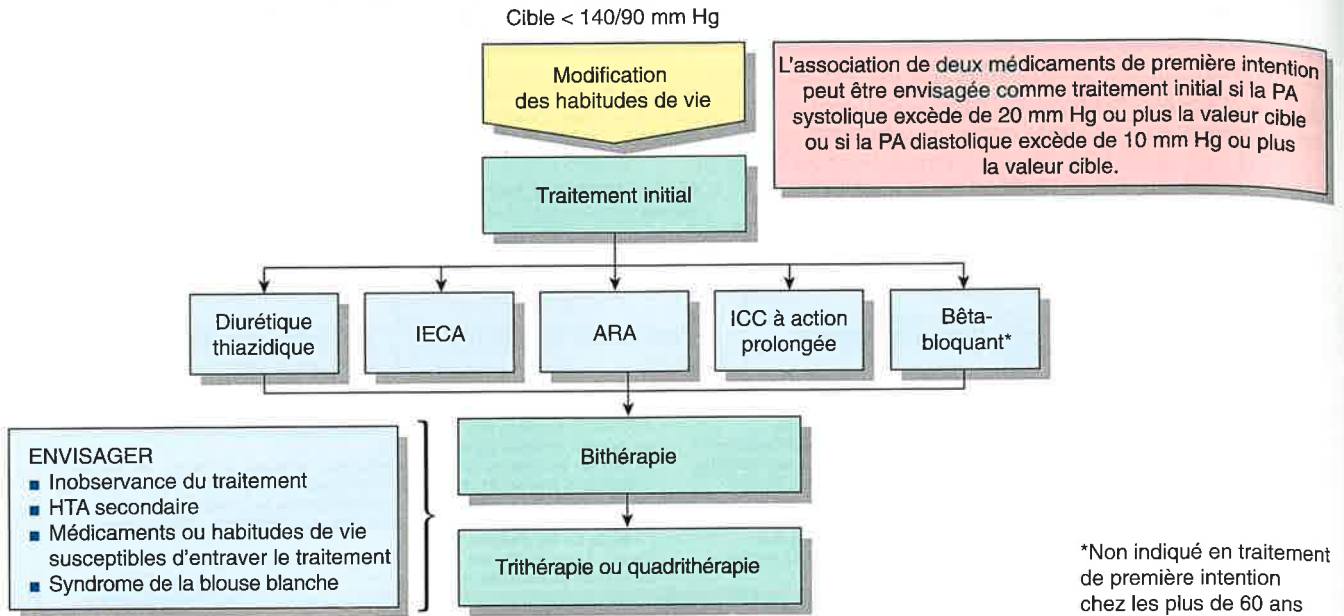 Cible < 140/90 mm Hg
Modification
des habitudes de vie
L'association de deux médicaments de première intention
peut être envisagée comme traitement initial si la PA
systolique excède de 20 mm Hg ou plus la valeur cible
ou si la PA diastolique excède de 10 mm Hg ou plus
la valeur cible.
Traitement initial
Diurétique
thiazidique
IECA
ARA
ICC à action
prolongée
Bêta-
bloquant*
ENVISAGER
■ Inobservance du traitement
■ HTA secondaire
■ Médicaments ou habitudes de vie
susceptibles d'entraver le traitement
■ Syndrome de la blouse blanche
Bithérapie
Trithérapie ou quadrithérapie
*Non indiqué en traitement
de première intention
chez les plus de 60 ans